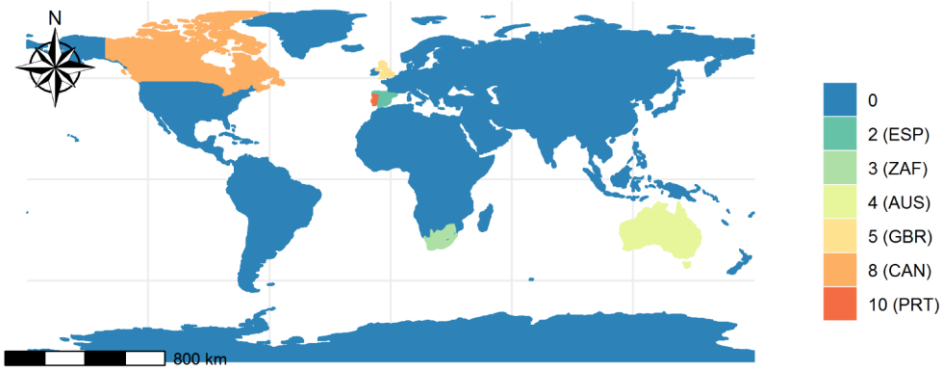 N
0
2 (ESP)
3 (ZAF)
4 (AUS)
5 (GBR)
8 (CAN)
10 (PRT)
800 km